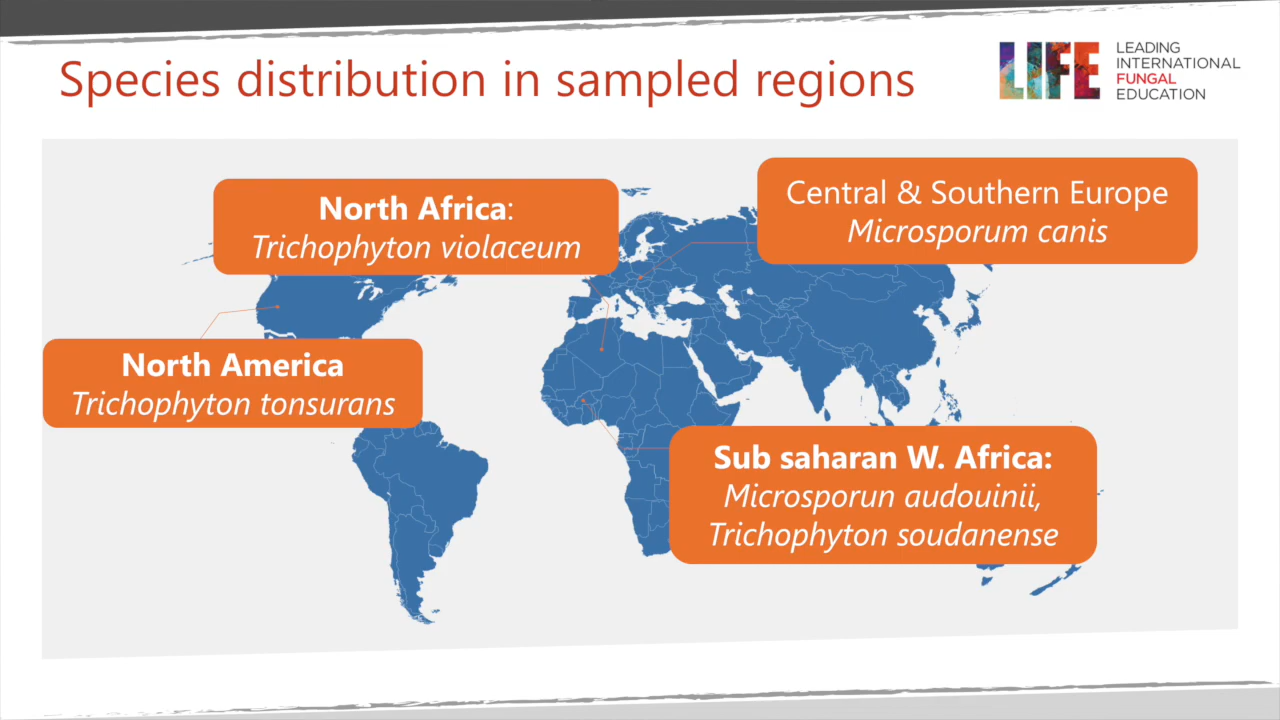 Species distribution in sampled regions
LIFE
LEADING
INTERNATIONAL
FUNGAL
EDUCATION
North Africa:
Trichophyton violaceum
Central & Southern Europe
Microsporum canis
North America
Trichophyton tonsurans
Sub saharan W. Africa:
Microsporun audouinii,
Trichophyton soudanense